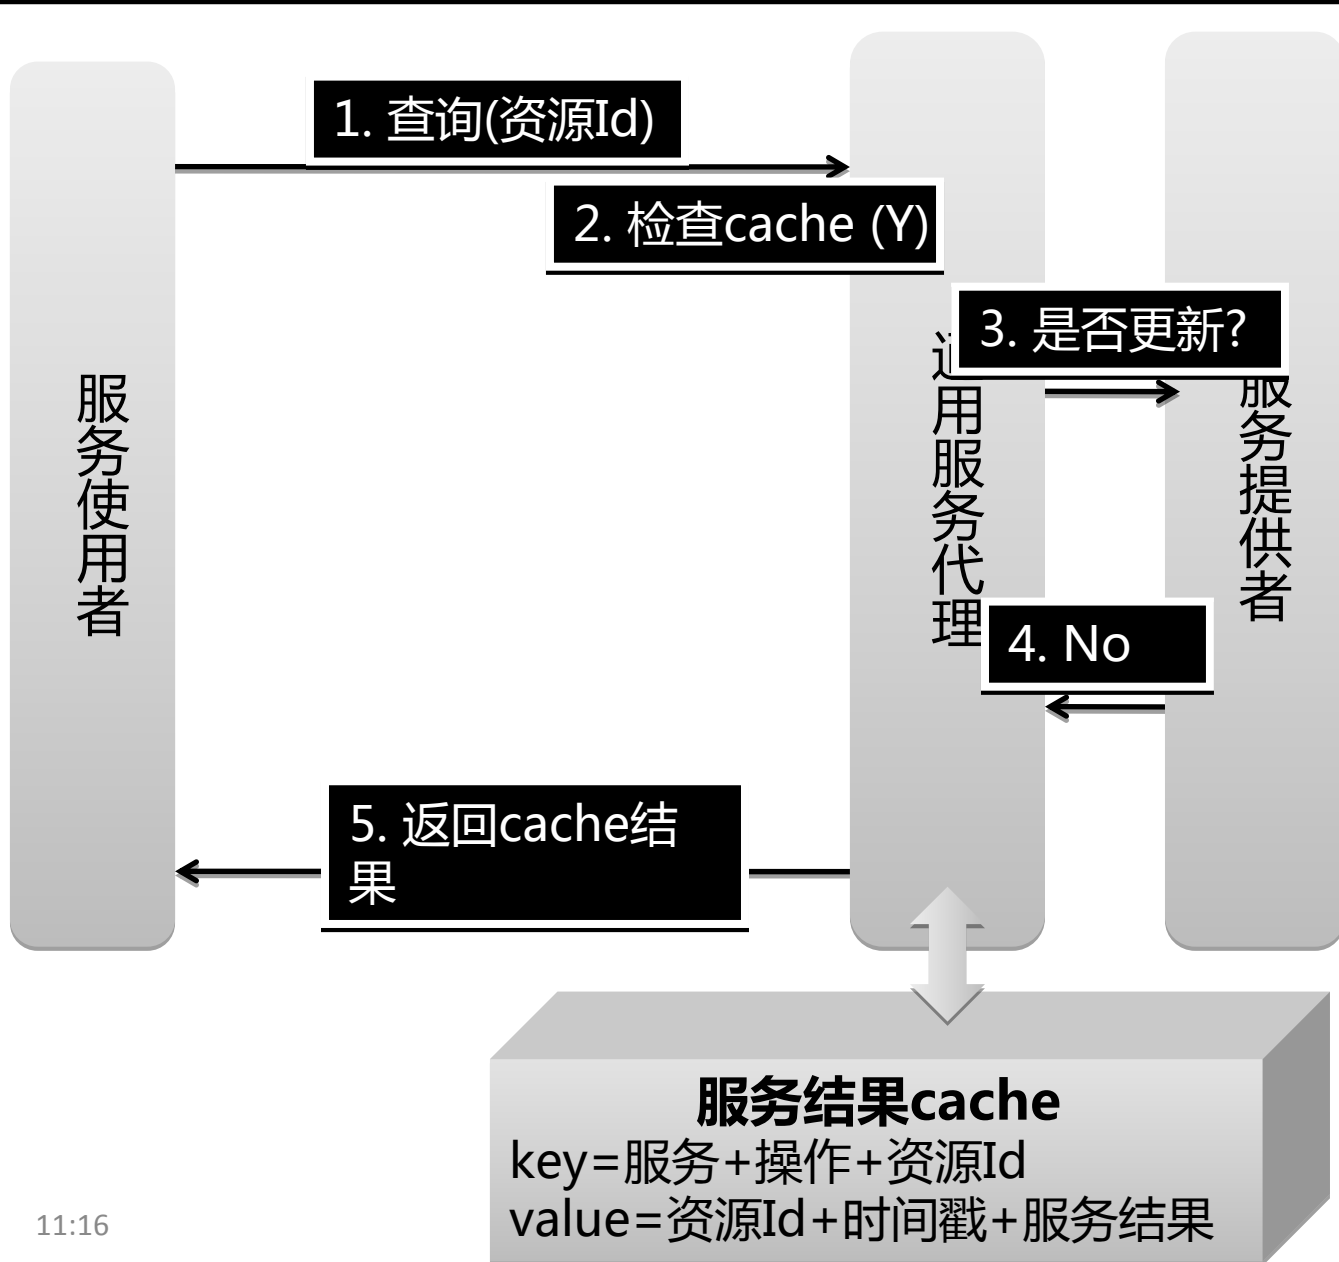 1. 查询(资源Id)
2. 检查cache (Y)
3. 是否更新?
服务使用者
通用服务代理
服务提供者
4. No
5. 返回cache结
果
服务结果cache
key=服务+操作+资源Id
value=资源Id+时间戳+服务结果
11:16